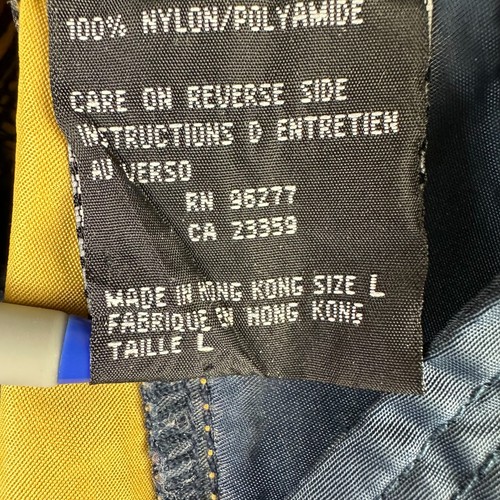 100% NYLON/POLYAMIDE
CARE ON REVERSE SIDE
INSTRUCTIONS D ENTRETIEN
AU VERSO
RN 96277
CA 23359
MADE IN HONG KONG SIZE L
FABRIQUE EN HONG KONG
TAILLE L